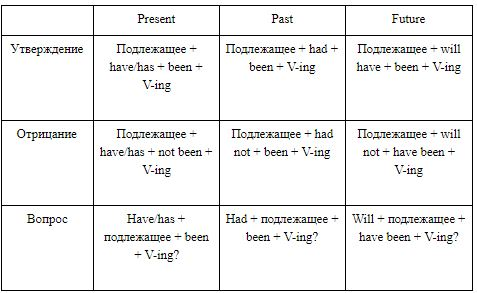 Present Past Future
Утверждение Подлежащее + Подлежащее + had + Подлежащее + will
have/has + been + been + V-ing have + been + V-ing
V-ing
Отрицание Подлежащее + Подлежащее + had Подлежащее + will
have/has + not been + not + been + V-ing not + have been +
V-ing V-ing
Вопрос Have/has + Had + подлежащее + Will + подлежащее +
подлежащее + been been + V-ing? have been + V-ing?
+ V-ing?